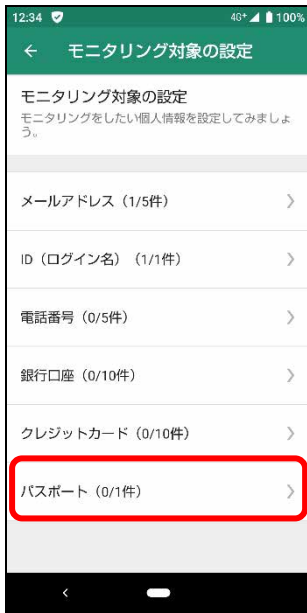 12:34 4G+ 100%
モニタリング対象の設定
モニタリング対象の設定
モニタリングをしたい個人情報を設定してみましょ
う。
メールアドレス（1/5件）
ID（ログイン名）（1/1件）
電話番号（0/5件）
銀行口座（0/10件）
クレジットカード（0/10件）
パスポート（0/1件）